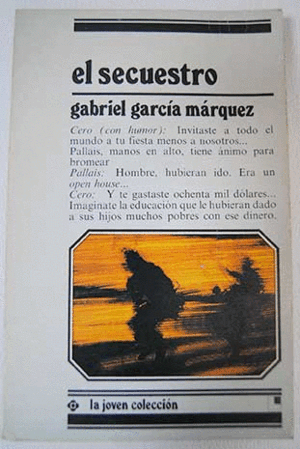 el secuestro
gabriel garcía márquez
Cero (con humor): Invitaste a todo el
mundo a tu fiesta menos a nosotros...
Pallais, manos en alto, tiene ánimo para
bromear
Pallais: Hombre, hubieran ido. Era un
open house...
Cero: Y te gastaste ochenta mil dólares...
Imagínate la educación que le hubieran dado
a sus hijos muchos pobres con ese dinero.
la joven colección